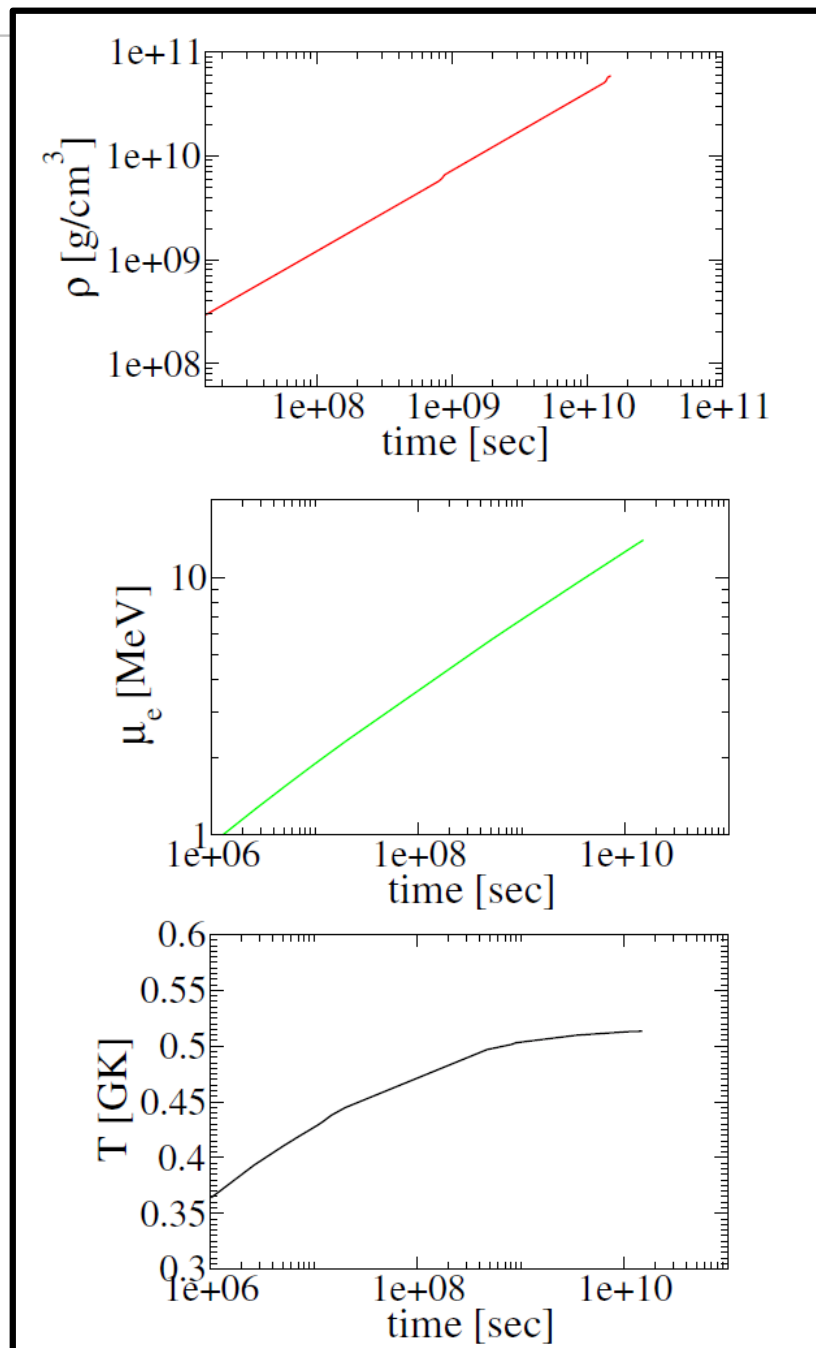 1e+11
1e+10
1e+09
1e+08
ρ [g/cm³]
1e+08 1e+09 1e+10 1e+11
time [sec]
10
1
μ_e [MeV]
1e+06 1e+08 1e+10
time [sec]
0.6
0.55
0.5
0.45
0.4
0.35
0.3
T [GK]
1e+06 1e+08 1e+10
time [sec]